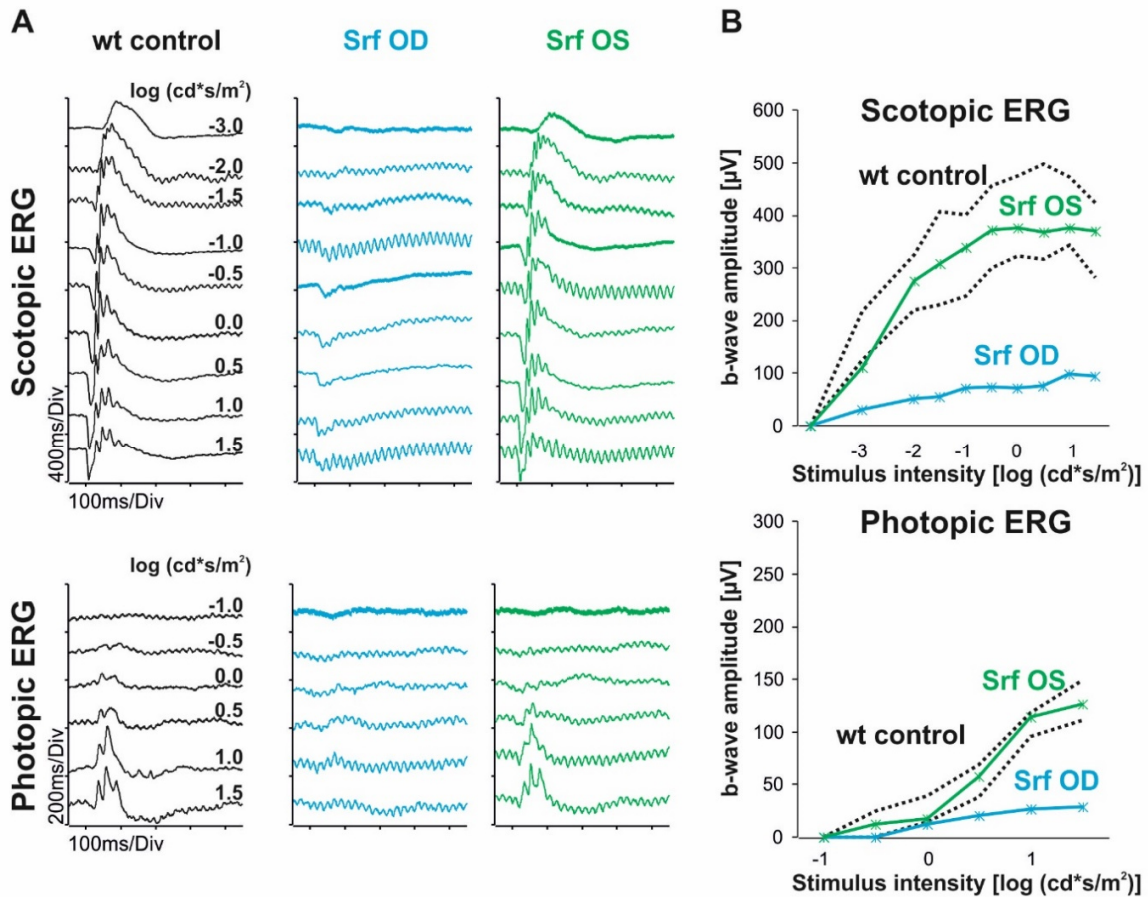 A
B
wt control
Srf OD
Srf OS
log (cd*s/m²)
-3.0
-2.0
-1.5
-1.0
-0.5
0.0
0.5
1.0
1.5
Scotopic ERG
400ms/Div
100ms/Div
log (cd*s/m²)
-1.0
-0.5
0.0
0.5
1.0
1.5
Photopic ERG
200ms/Div
100ms/Div
Scotopic ERG
b-wave amplitude [µV]
600
500
400
300
200
100
0
wt control
Srf OS
Srf OD
-3 -2 -1 0 1
Stimulus intensity [log (cd*s/m²)]
Photopic ERG
b-wave amplitude [µV]
300
250
200
150
100
50
0
Srf OS
wt control
Srf OD
-1 0 1
Stimulus intensity [log (cd*s/m²)]